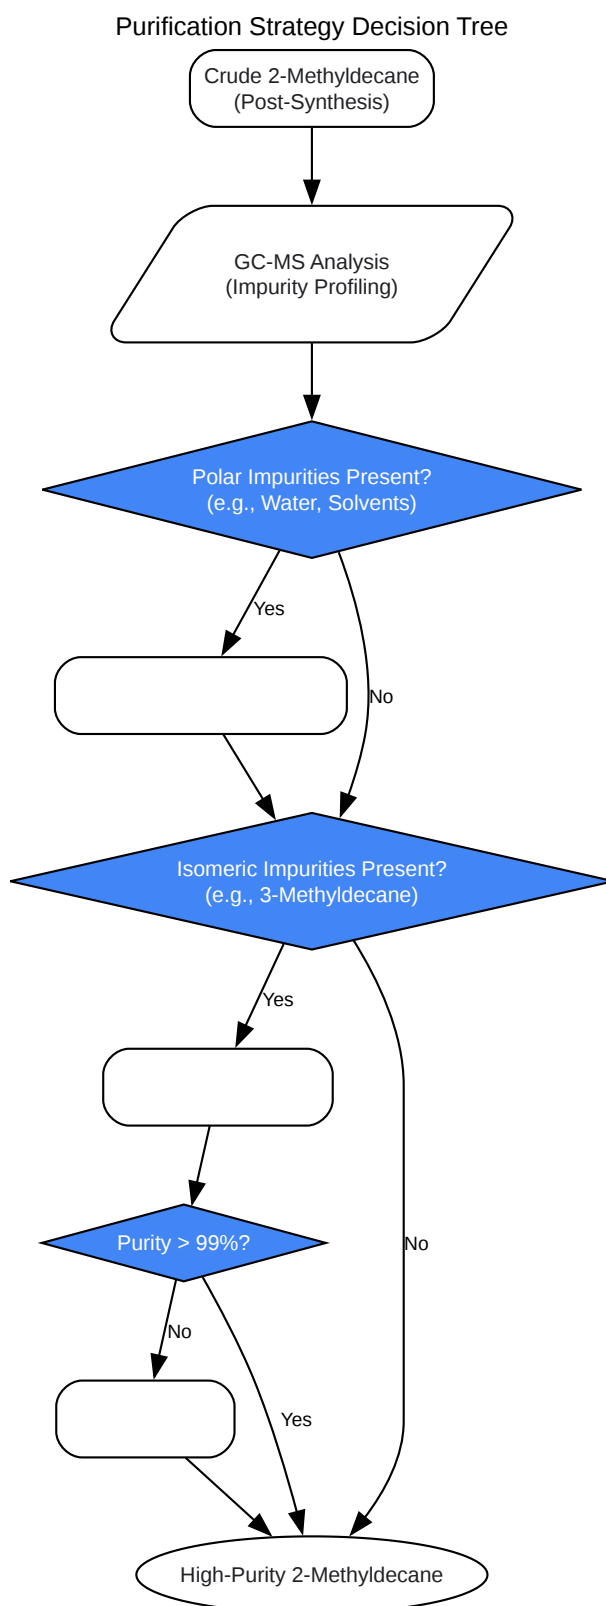 Purification Strategy Decision Tree
Crude 2-Methyldecane
(Post-Synthesis)
GC-MS Analysis
(Impurity Profiling)
Polar Impurities Present?
(e.g., Water, Solvents)
Yes
No
Isomeric Impurities Present?
(e.g., 3-Methyldecane)
Yes
Purity > 99%?
No
No
Yes
High-Purity 2-Methyldecane